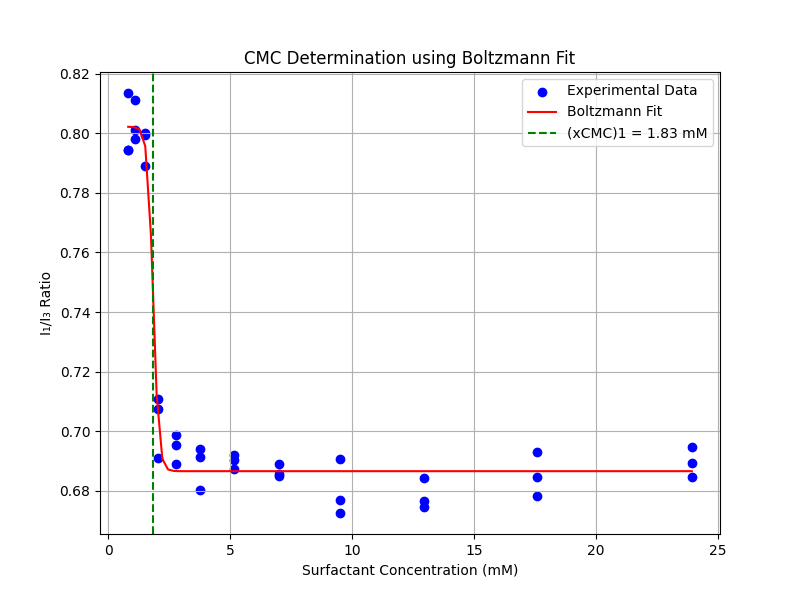 CMC Determination using Boltzmann Fit
Experimental Data
Boltzmann Fit
(xCMC)1 = 1.83 mM
I₁/I₃ Ratio
0.82
0.80
0.78
0.76
0.74
0.72
0.70
0.68
0 5 10 15 20 25
Surfactant Concentration (mM)